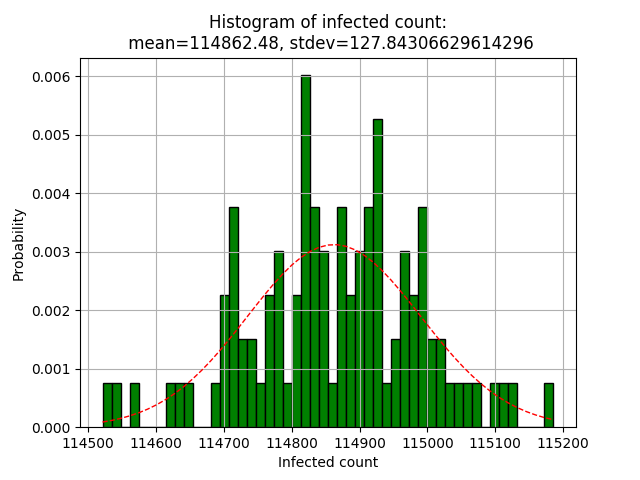 Histogram of infected count:
mean=114862.48, stdev=127.84306629614296
0.006
0.005
0.004
0.003
0.002
0.001
0.000
Probability
114500 114600 114700 114800 114900 115000 115100 115200
Infected count